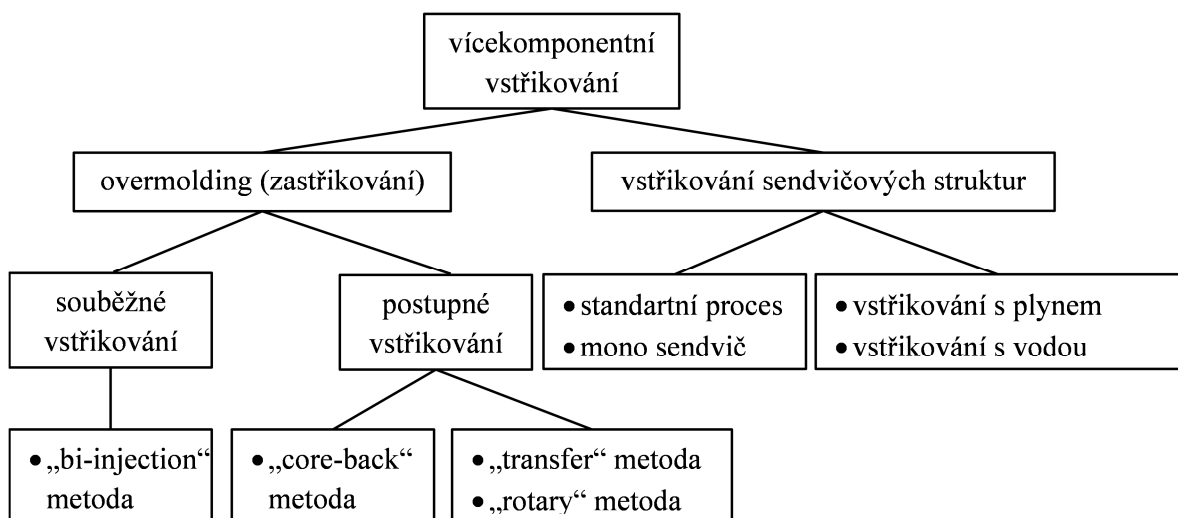 vícekomponentní
vstřikování
overmolding (zastřikování)
vstřikování sendvičových struktur
souběžné
vstřikování
postupné
vstřikování
• standartní proces
• mono sendvič
• vstřikování s plynem
• vstřikování s vodou
• „bi-injection“
metoda
• „core-back“
metoda
• „transfer“ metoda
• „rotary“ metoda